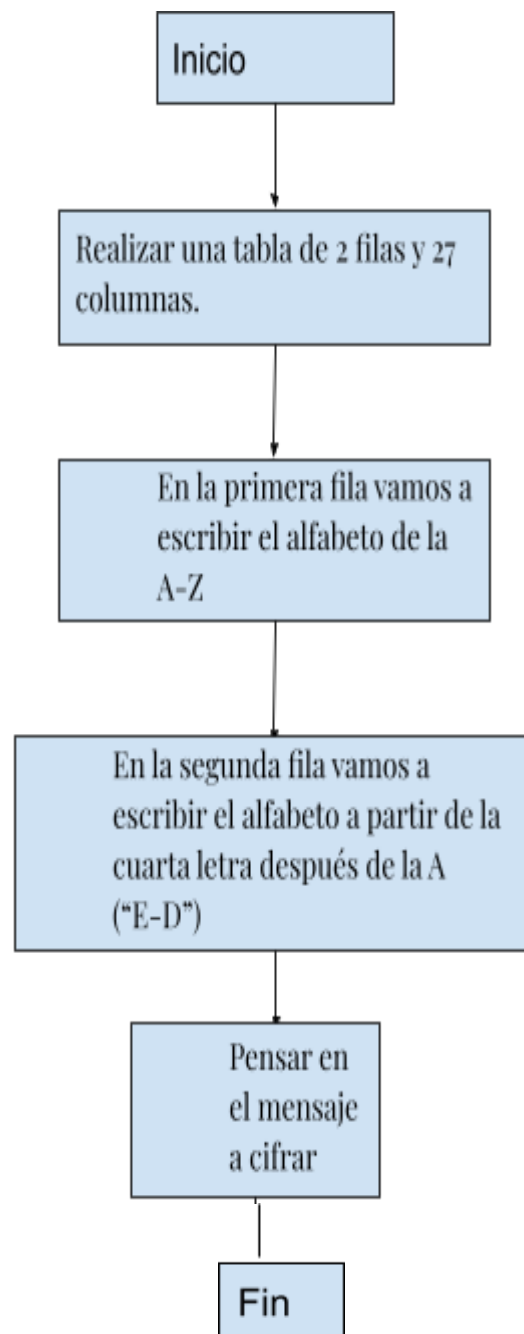 Inicio
Realizar una tabla de 2 filas y 27
columnas.
En la primera fila vamos a
escribir el alfabeto de la
A-Z
En la segunda fila vamos a
escribir el alfabeto a partir de la
cuarta letra después de la A
(“E-D”)
Pensar en
el mensaje
a cifrar
Fin